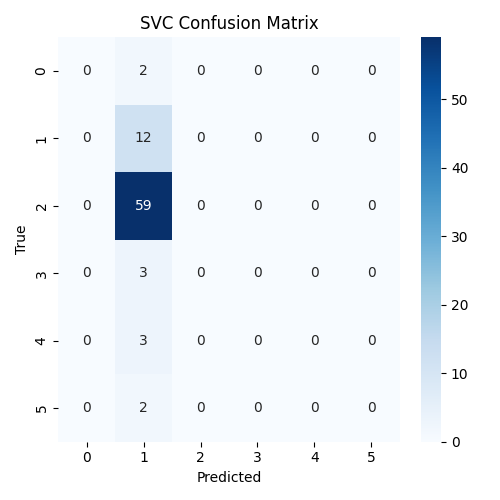 SVC Confusion Matrix
0 0 2 0 0 0 0
1 0 12 0 0 0 0
2 0 59 0 0 0 0
3 0 3 0 0 0 0
4 0 3 0 0 0 0
5 0 2 0 0 0 0
0 1 2 3 4 5
True
Predicted
50
40
30
20
10
0